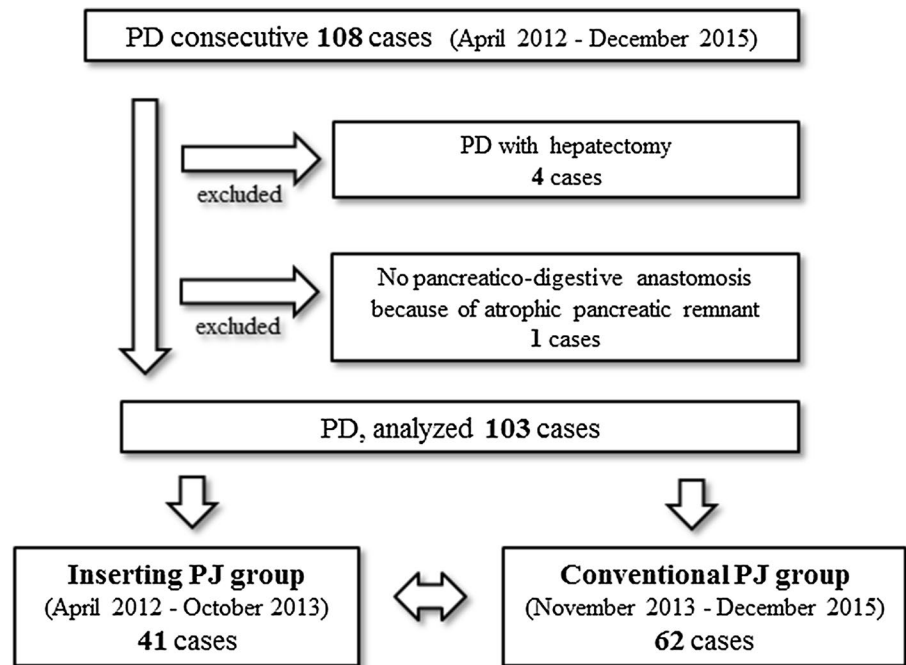 PD consecutive 108 cases (April 2012 - December 2015)
PD with hepatectomy
4 cases
excluded
No pancreatico-digestive anastomosis
because of atrophic pancreatic remnant
1 cases
excluded
PD, analyzed 103 cases
Inserting PJ group
(April 2012 - October 2013)
41 cases
Conventional PJ group
(November 2013 - December 2015)
62 cases